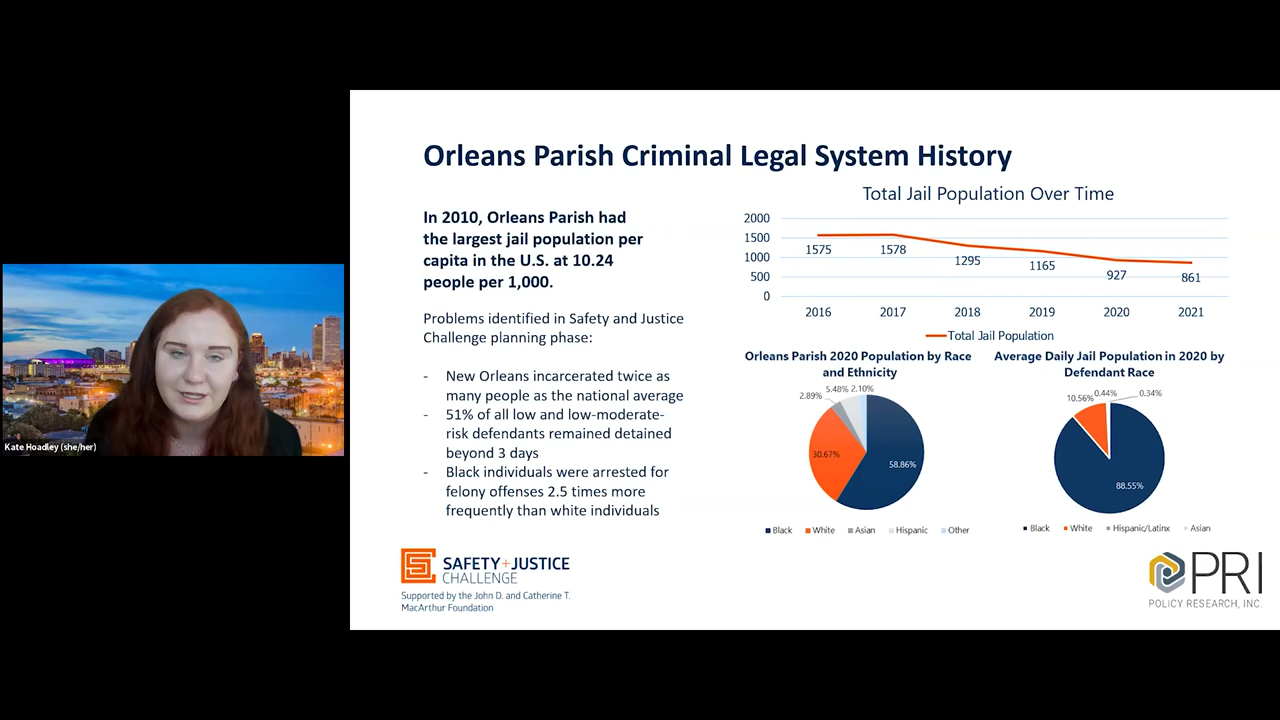 Orleans Parish Criminal Legal System History
In 2010, Orleans Parish had
the largest jail population per
capita in the U.S. at 10.24
people per 1,000.
Problems identified in Safety and Justice
Challenge planning phase:
- New Orleans incarcerated twice as
many people as the national average
- 51% of all low and low-moderate-
risk defendants remained detained
beyond 3 days
- Black individuals were arrested for
felony offenses 2.5 times more
frequently than white individuals
Total Jail Population Over Time
2000
1500
1000
500
0
1575
1578
1295
1165
927
861
2016 2017 2018 2019 2020 2021
Total Jail Population
Orleans Parish 2020 Population by Race
and Ethnicity
2.89%
5.48%
2.10%
30.67%
58.86%
Black White Asian Hispanic Other
Average Daily Jail Population in 2020 by
Defendant Race
10.56%
0.44%
0.34%
88.55%
Black White Hispanic/Latinx Asian
Kate Hoadley (she/her)
SAFETY+JUSTICE
CHALLENGE
Supported by the John D. and Catherine T.
MacArthur Foundation
PRI
POLICY RESEARCH, INC.